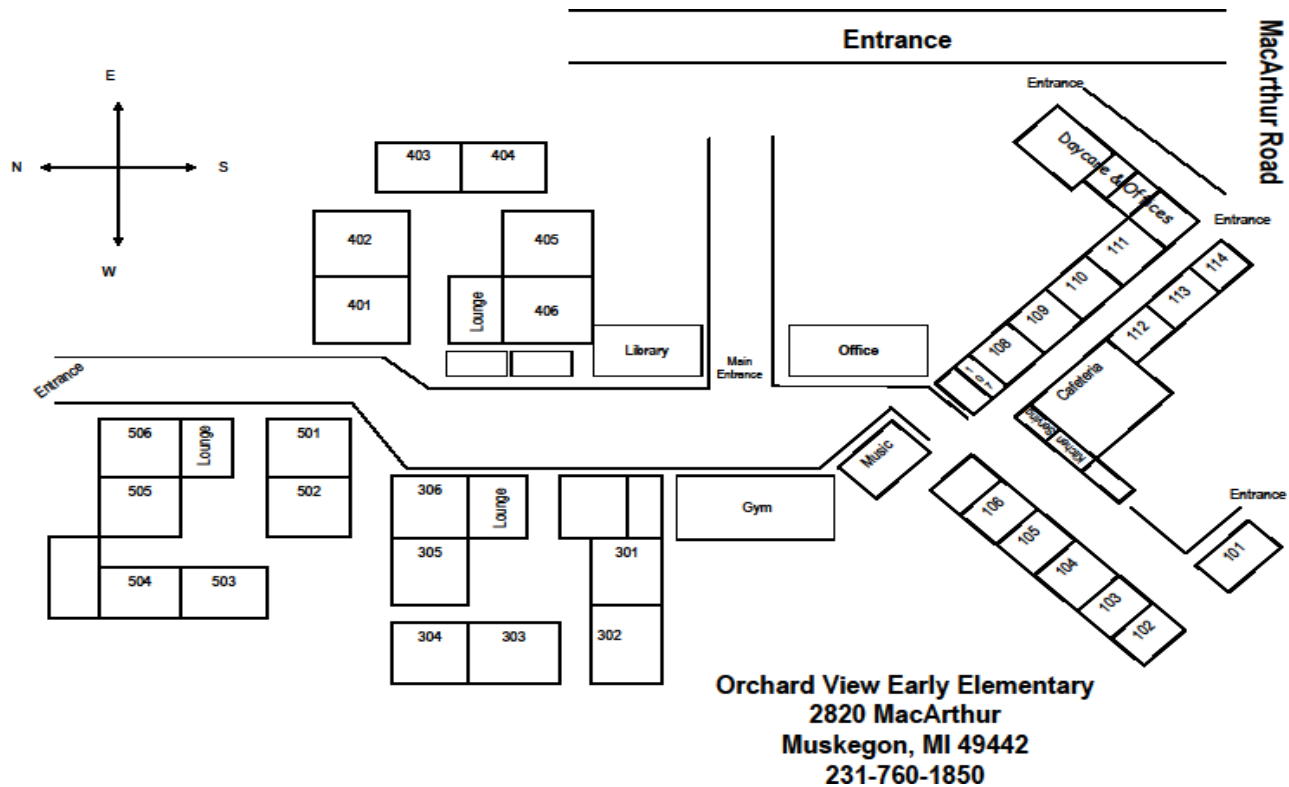 Entrance
MacArthur Road
E
N
S
W
Entrance
Daycare & Offices
Entrance
403
404
402
405
401
Lounge
406
Library
Main
Entrance
Office
111
110
109
108
107
114
113
112
Cafeteria
Serving
Kitchen
Entrance
506
Lounge
501
505
502
504
503
306
Lounge
305
301
304
303
302
Gym
Music
106
105
104
103
102
Entrance
101
Orchard View Early Elementary
2820 MacArthur
Muskegon, MI 49442
231-760-1850